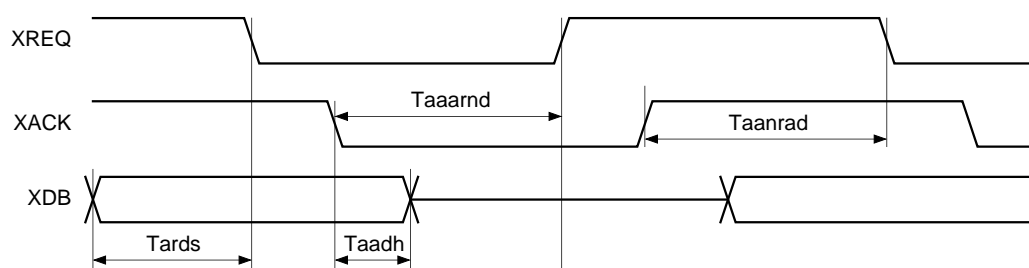 XREQ
Taaarnd
XACK
Taanrad
XDB
Tards
Taadh